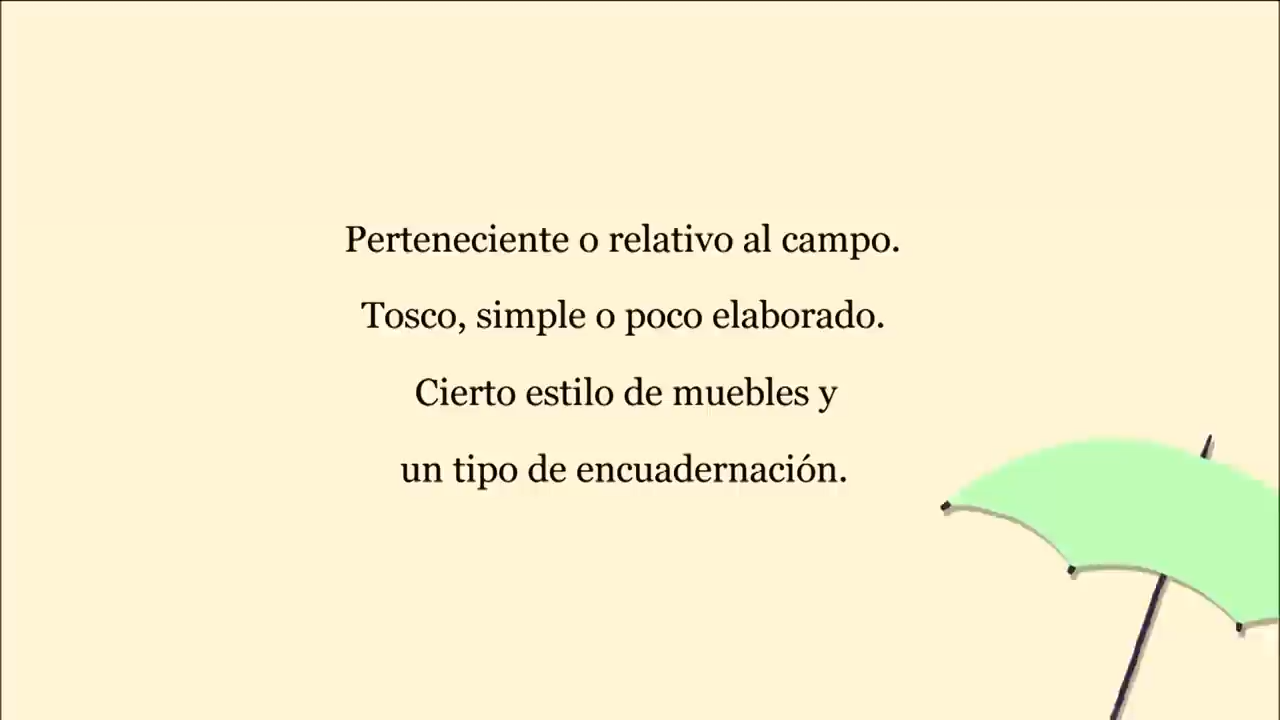 Perteneciente o relativo al campo.
Tosco, simple o poco elaborado.
Cierto estilo de muebles y
un tipo de encuadernación.